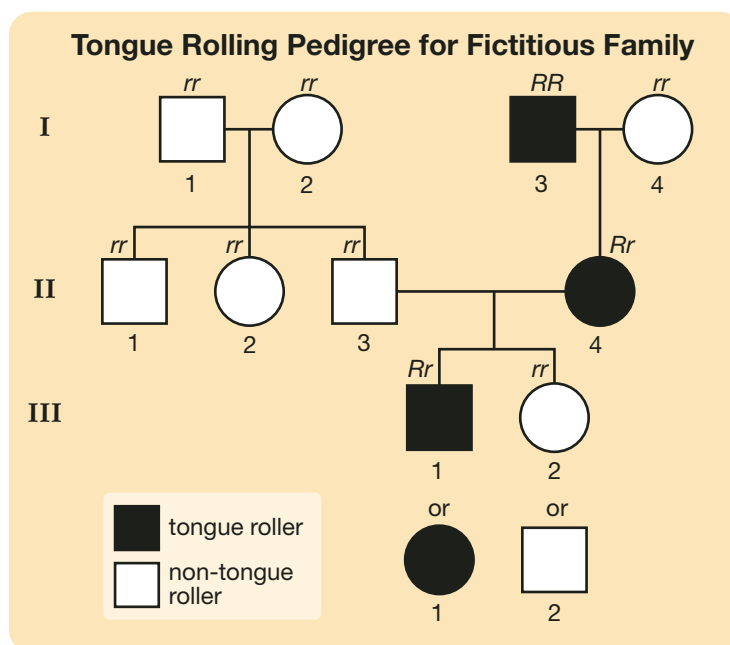 Tongue Rolling Pedigree for Fictitious Family
rr rr RR rr
I
1 2 3 4
rr rr rr Rr
II
1 2 3 4
Rr rr
III
1 2
or or
tongue roller
non-tongue
roller
1 2